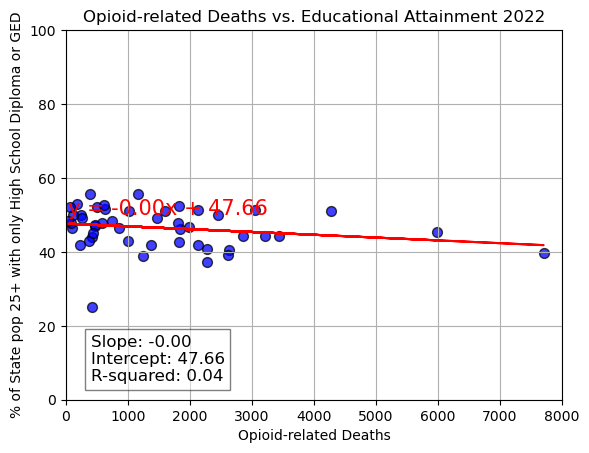 Opioid-related Deaths vs. Educational Attainment 2022
% of State pop 25+ with only High School Diploma or GED
100
80
60
40
20
0
y = -0.00x + 47.66
Slope: -0.00
Intercept: 47.66
R-squared: 0.04
0 1000 2000 3000 4000 5000 6000 7000 8000
Opioid-related Deaths